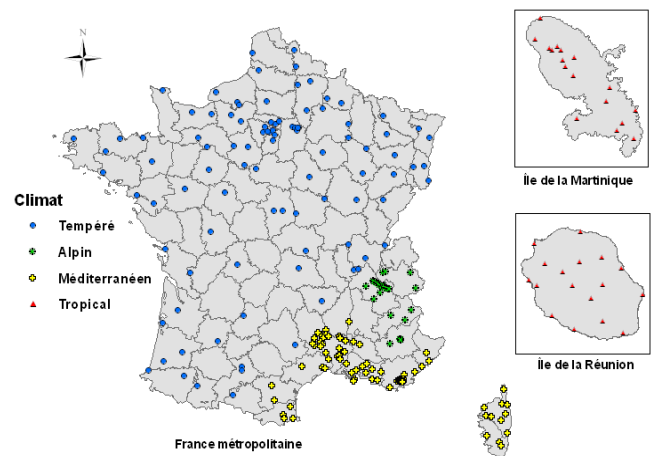 N
Climat
Tempéré
Alpin
Méditerranéen
Tropical
France métropolitaine
Île de la Martinique
Île de la Réunion